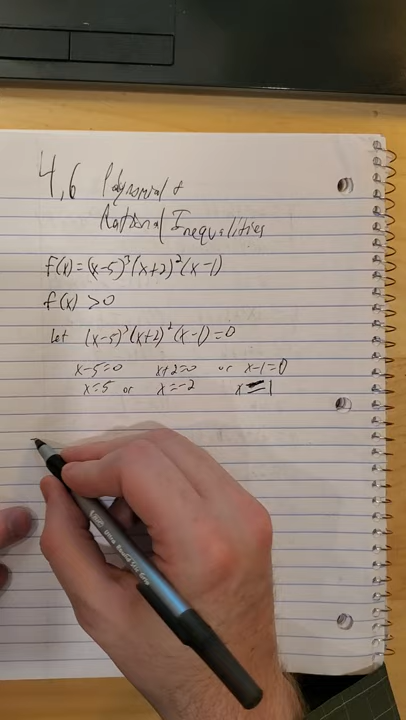 4.6 Polynomial &
Rational Inequalities
f(x) = (x-5)³(x+2)²(x-1)
f(x) > 0
Let (x-5)³(x+2)²(x-1) = 0
x-5=0 x+2=0 or x-1=0
x=5 or x=-2 x=1